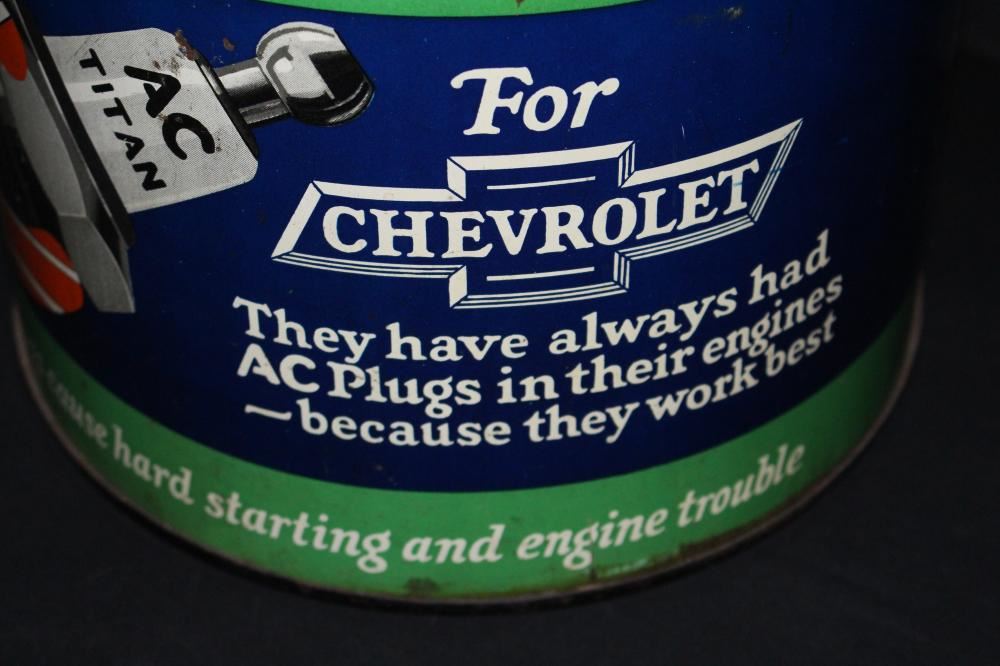 AC
TITAN
For
CHEVROLET
They have always had
AC Plugs in their engines
—because they work best
cause hard starting and engine trouble